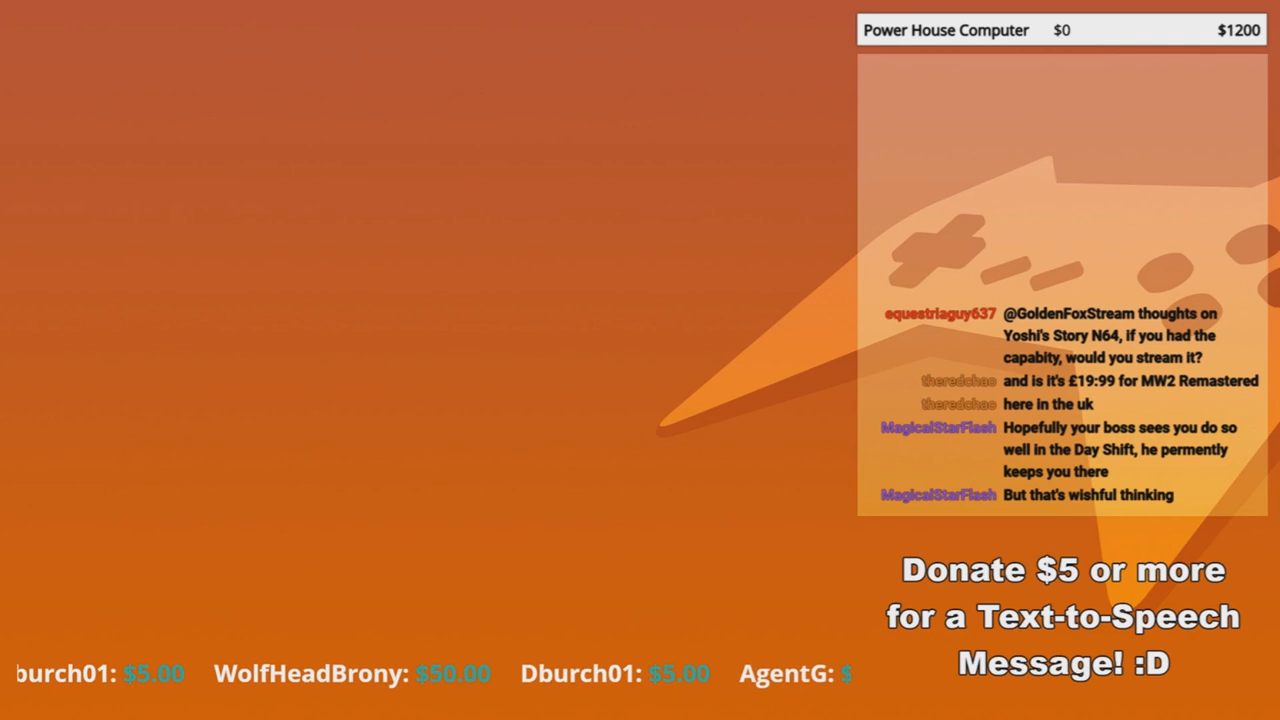 Power House Computer $0 $1200
equestriaguy637 @GoldenFoxStream thoughts on
Yoshi's Story N64, if you had the
capabity, would you stream it?
theredchao and is it's £19:99 for MW2 Remastered
theredchao here in the uk
MagicalStarFlash Hopefully your boss sees you do so
well in the Day Shift, he permently
keeps you there
MagicalStarFlash But that's wishful thinking
Donate $5 or more
for a Text-to-Speech
Message! :D
burch01: $5.00 WolfHeadBrony: $50.00 Dburch01: $5.00 AgentG: $